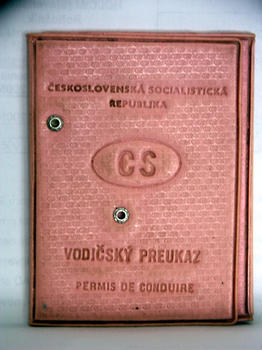 ČESKOSLOVENSKÁ SOCIALISTICKÁ
REPUBLIKA
CS
VODIČSKÝ PREUKAZ
PERMIS DE CONDUIRE